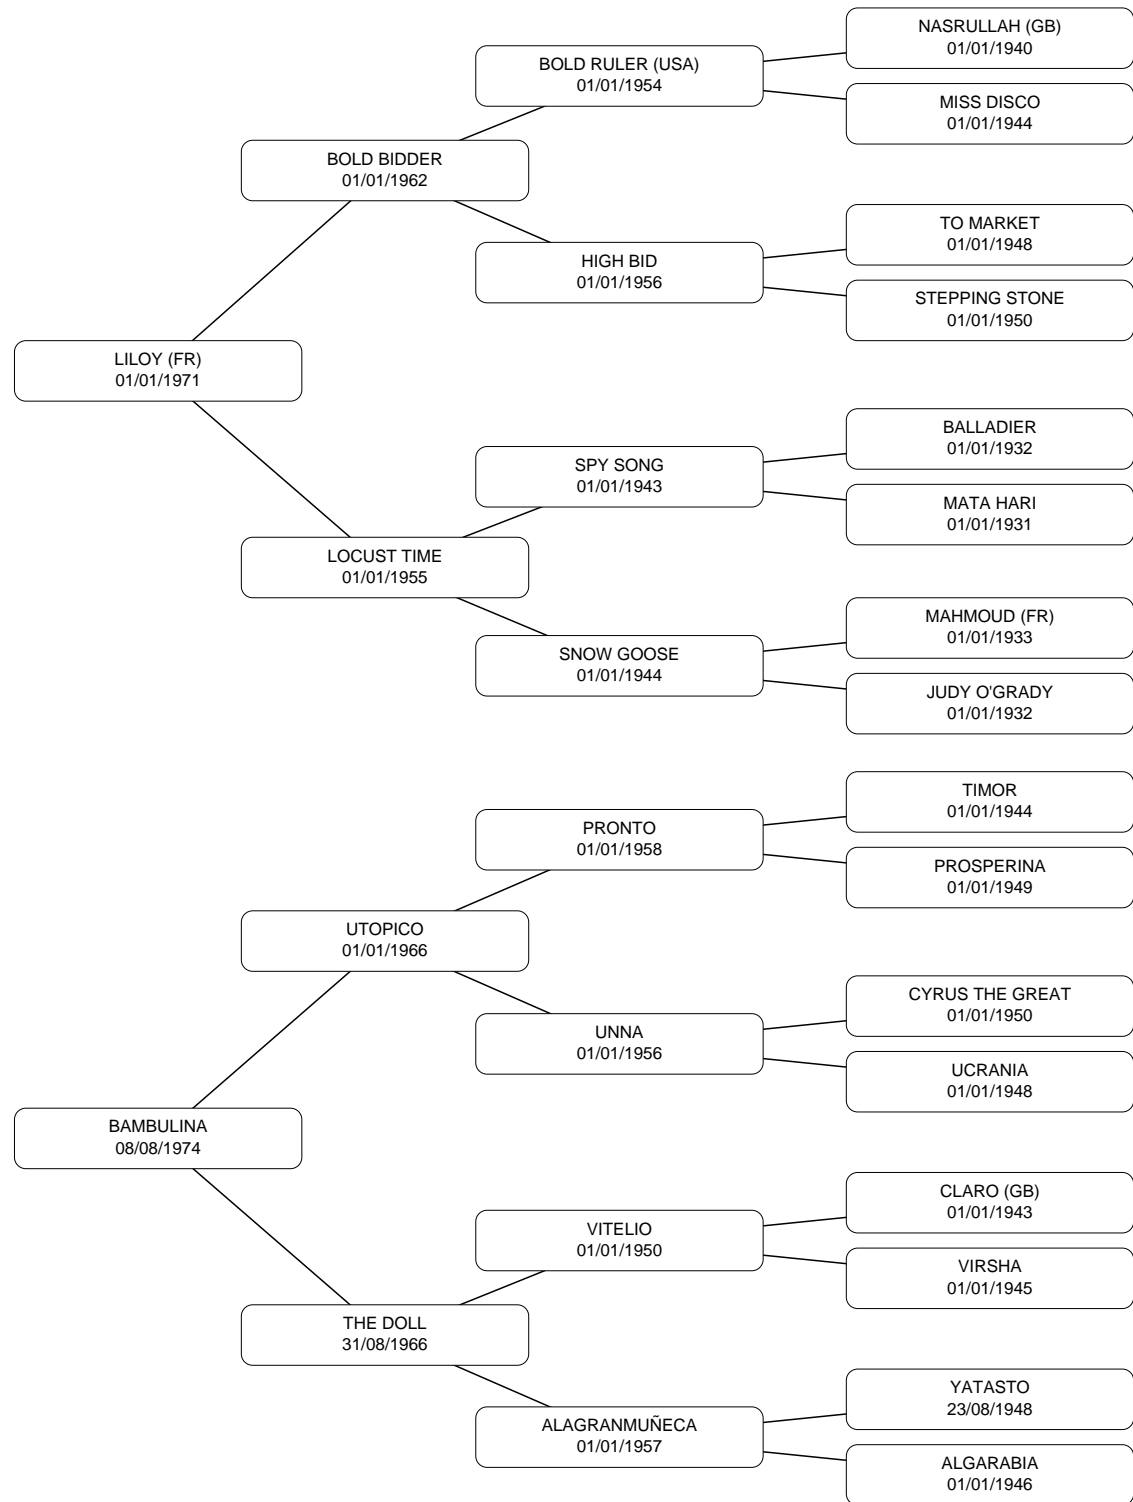 NASRULLAH (GB)
01/01/1940
BOLD RULER (USA)
01/01/1954
MISS DISCO
01/01/1944
BOLD BIDDER
01/01/1962
TO MARKET
01/01/1948
HIGH BID
01/01/1956
STEPPING STONE
01/01/1950
LILOY (FR)
01/01/1971
BALLADIER
01/01/1932
SPY SONG
01/01/1943
MATA HARI
01/01/1931
LOCUST TIME
01/01/1955
MAHMOUD (FR)
01/01/1933
SNOW GOOSE
01/01/1944
JUDY O'GRADY
01/01/1932
TIMOR
01/01/1944
PRONTO
01/01/1958
PROSPERINA
01/01/1949
UTOPICO
01/01/1966
CYRUS THE GREAT
01/01/1950
UNNA
01/01/1956
UCRANIA
01/01/1948
BAMBULINA
08/08/1974
CLARO (GB)
01/01/1943
VITELIO
01/01/1950
VIRSHA
01/01/1945
THE DOLL
31/08/1966
YATASTO
23/08/1948
ALAGRANMUÑECA
01/01/1957
ALGARABIA
01/01/1946